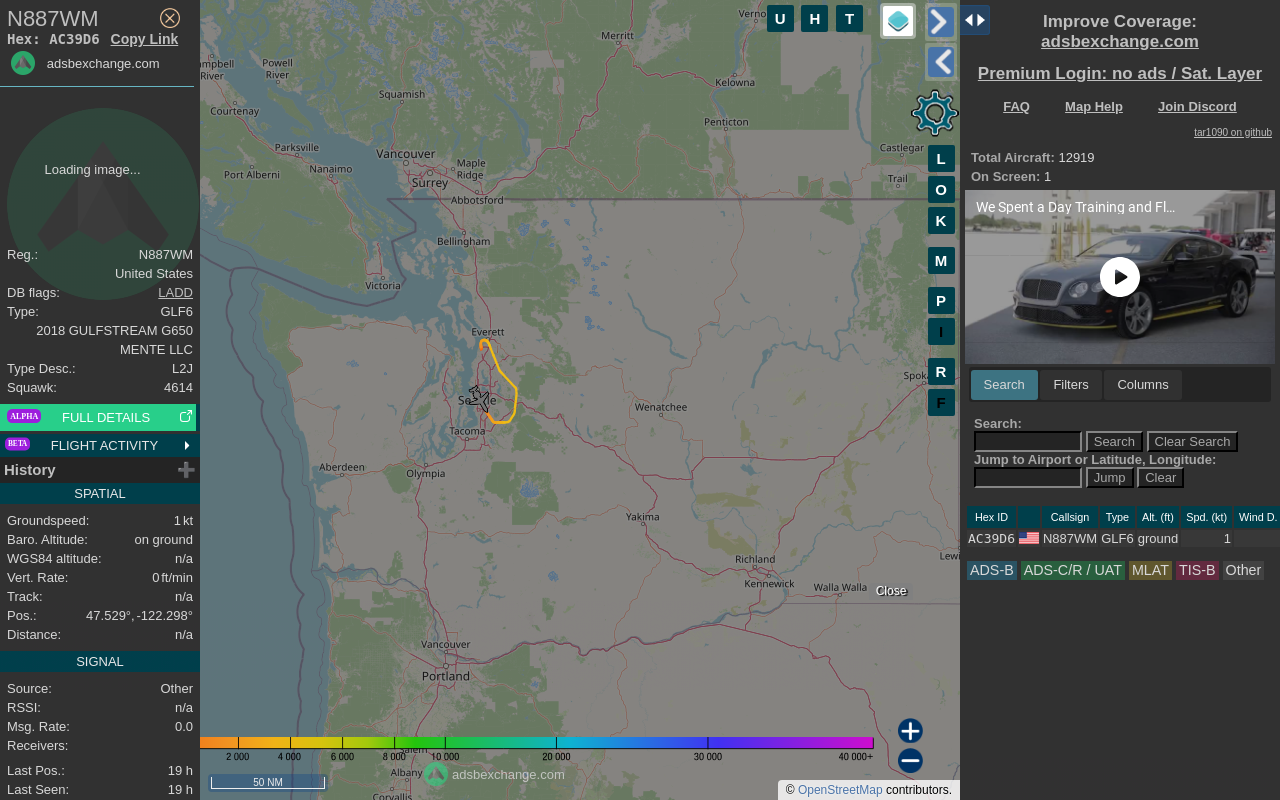 N887WM
Hex: AC39D6 Copy Link
adsbexchange.com
Loading image...
Reg.: N887WM
United States
DB flags: LADD
Type: GLF6
2018 GULFSTREAM G650
MENTE LLC
Type Desc.: L2J
Squawk: 4614
ALPHA FULL DETAILS
BETA FLIGHT ACTIVITY
History
SPATIAL
Groundspeed: 1 kt
Baro. Altitude: on ground
WGS84 altitude: n/a
Vert. Rate: 0 ft/min
Track: n/a
Pos.: 47.529°, -122.298°
Distance: n/a
SIGNAL
Source: Other
RSSI: n/a
Msg. Rate: 0.0
Receivers:
Last Pos.: 19 h
Last Seen: 19 h
U H T
Merritt
Powell
River
River
Squamish
Kelowna
Courtenay
Penticton
Parksville
Vancouver
Castlegar
Nanaimo
Maple
Ridge
Port Alberni
Surrey
Trail
Abbotsford
Bellingham
Victoria
Everett
Wenatchee
Tacoma
Aberdeen
Olympia
Yakima
Richland
Kennewick
Walla Walla
Close
Vancouver
Portland
Albany
Corvallis
L
O
K
M
P
I
R
F
2 000 4 000 6 000 8 000 10 000 20 000 30 000 40 000+
adsbexchange.com
50 NM
© OpenStreetMap contributors.
Improve Coverage:
adsbexchange.com
Premium Login: no ads / Sat. Layer
FAQ Map Help Join Discord
tar1090 on github
Total Aircraft: 12919
On Screen: 1
We Spent a Day Training and Fl...
Search Filters Columns
Search:
Search Clear Search
Jump to Airport or Latitude, Longitude:
Jump Clear
Hex ID Callsign Type Alt. (ft) Spd. (kt) Wind D.
AC39D6 N887WM GLF6 ground 1
ADS-B ADS-C/R / UAT MLAT TIS-B Other